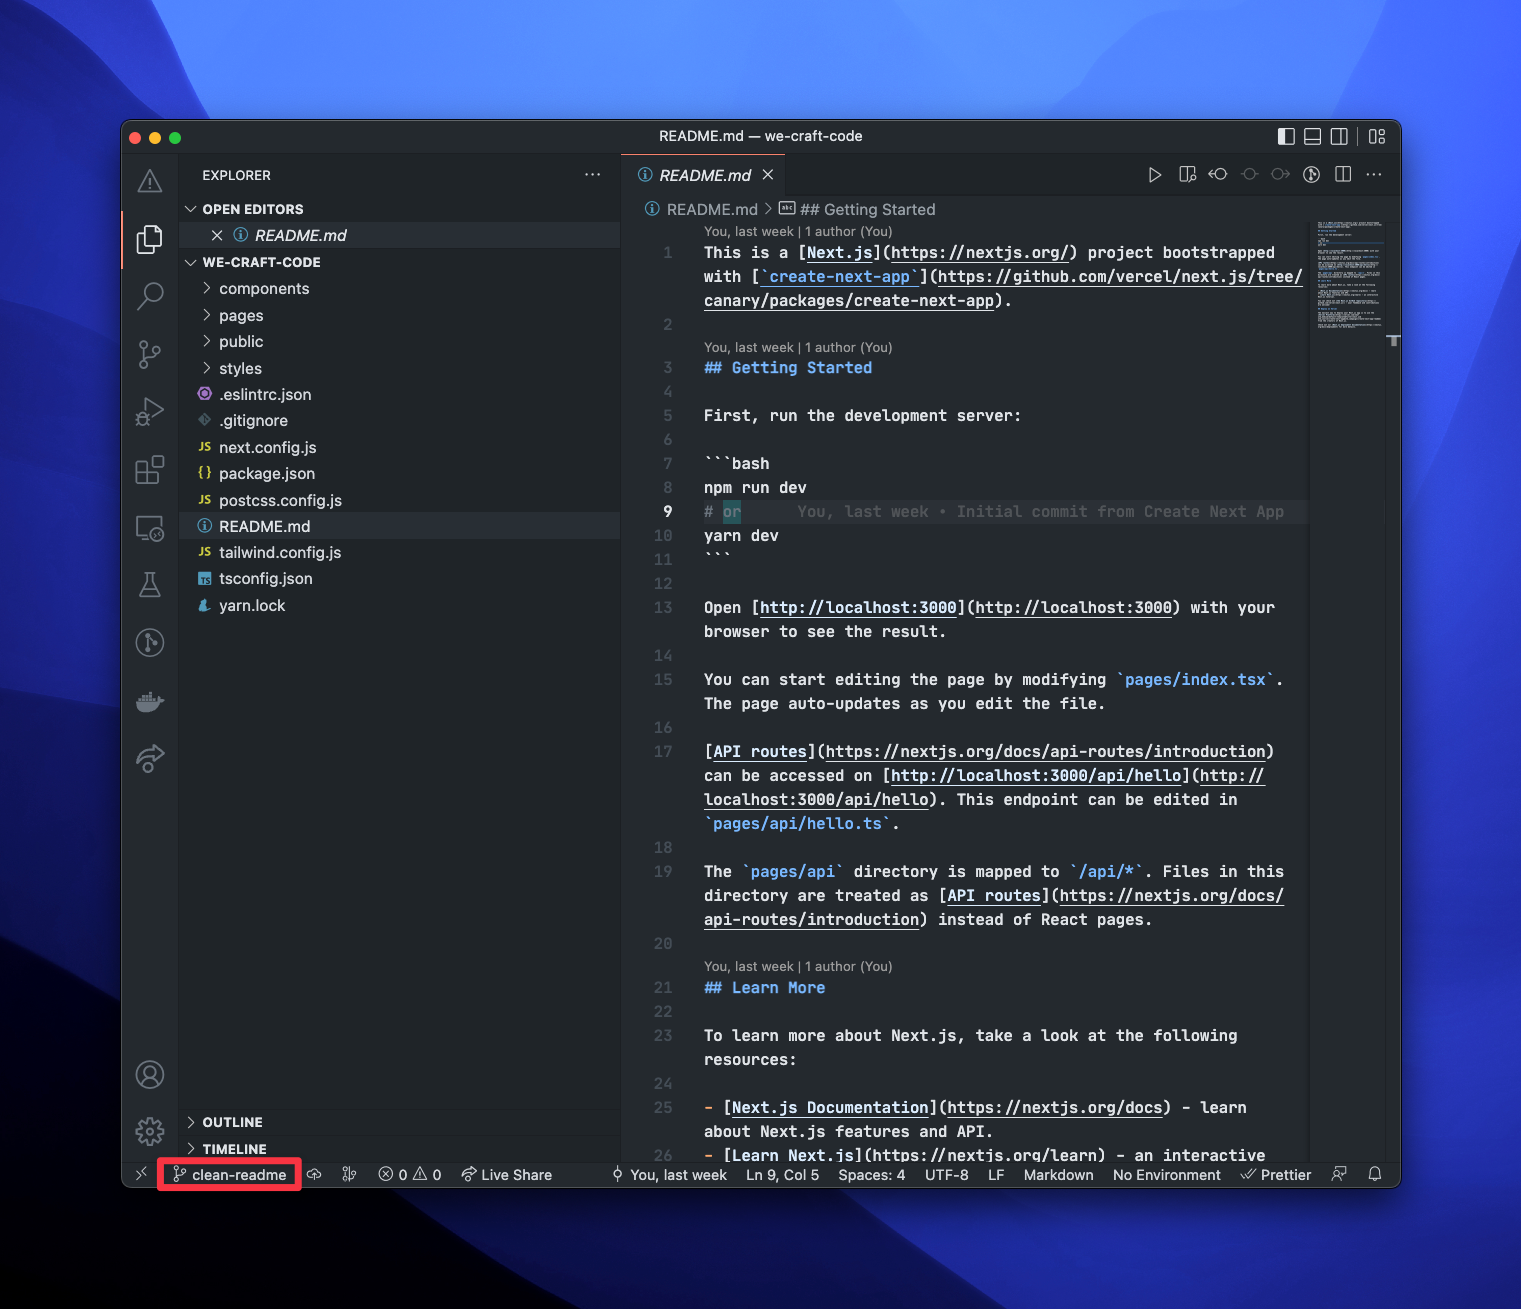 README.md — we-craft-code
EXPLORER
OPEN EDITORS
README.md
WE-CRAFT-CODE
components
pages
public
styles
.eslintrc.json
.gitignore
JS next.config.js
{} package.json
JS postcss.config.js
README.md
JS tailwind.config.js
TS tsconfig.json
yarn.lock
OUTLINE
TIMELINE
README.md
README.md > abc ## Getting Started
You, last week | 1 author (You)
1 This is a [Next.js](https://nextjs.org/) project bootstrapped
with [`create-next-app`](https://github.com/vercel/next.js/tree/
canary/packages/create-next-app).
2
You, last week | 1 author (You)
3 ## Getting Started
4
5 First, run the development server:
6
7 ```bash
8 npm run dev
9 # or You, last week • Initial commit from Create Next App
10 yarn dev
11 ```
12
13 Open [http://localhost:3000](http://localhost:3000) with your
browser to see the result.
14
15 You can start editing the page by modifying `pages/index.tsx`.
The page auto-updates as you edit the file.
16
17 [API routes](https://nextjs.org/docs/api-routes/introduction)
can be accessed on [http://localhost:3000/api/hello](http://
localhost:3000/api/hello). This endpoint can be edited in
`pages/api/hello.ts`.
18
19 The `pages/api` directory is mapped to `/api/*`. Files in this
directory are treated as [API routes](https://nextjs.org/docs/
api-routes/introduction) instead of React pages.
20
You, last week | 1 author (You)
21 ## Learn More
22
23 To learn more about Next.js, take a look at the following
resources:
24
25 - [Next.js Documentation](https://nextjs.org/docs) - learn
about Next.js features and API.
26 - [Learn Next.js](https://nextjs.org/learn) - an interactive
clean-readme 0 0 Live Share You, last week Ln 9, Col 5 Spaces: 4 UTF-8 LF Markdown No Environment Prettier